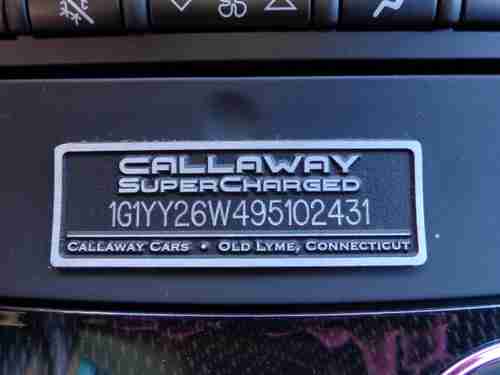 CALLAWAY
SUPERCHARGED
1G1YY26W495102431
CALLAWAY CARS • OLD LYME, CONNECTICUT